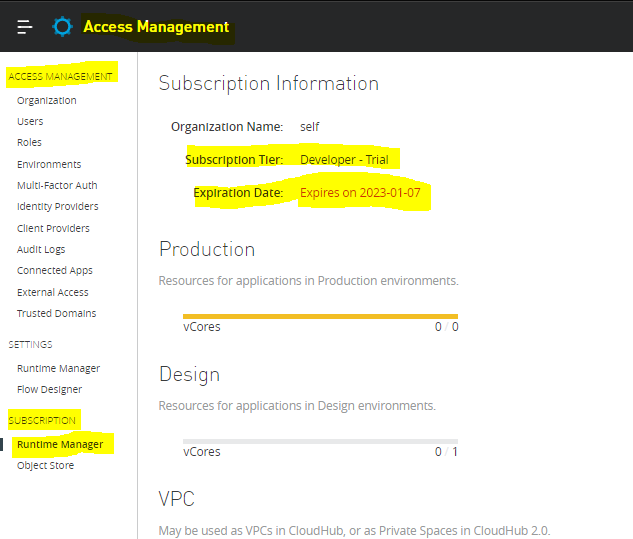 Access Management
ACCESS MANAGEMENT
Organization
Users
Roles
Environments
Multi-Factor Auth
Identity Providers
Client Providers
Audit Logs
Connected Apps
External Access
Trusted Domains
SETTINGS
Runtime Manager
Flow Designer
SUBSCRIPTION
Runtime Manager
Object Store
Subscription Information
Organization Name: self
Subscription Tier: Developer - Trial
Expiration Date: Expires on 2023-01-07
Production
Resources for applications in Production environments.
vCores 0 / 0
Design
Resources for applications in Design environments.
vCores 0 / 1
VPC
May be used as VPCs in CloudHub, or as Private Spaces in CloudHub 2.0.